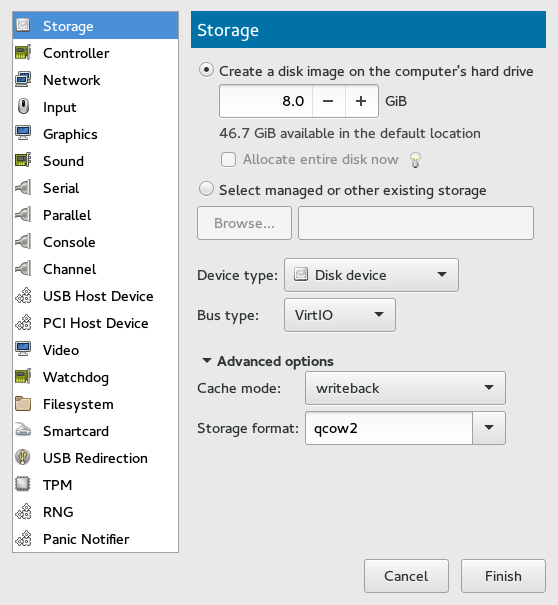 Storage
Controller
Network
Input
Graphics
Sound
Serial
Parallel
Console
Channel
USB Host Device
PCI Host Device
Video
Watchdog
Filesystem
Smartcard
USB Redirection
TPM
RNG
Panic Notifier
Storage
Create a disk image on the computer's hard drive
8.0 − + GiB
46.7 GiB available in the default location
Allocate entire disk now
Select managed or other existing storage
Browse...
Device type: Disk device
Bus type: VirtIO
Advanced options
Cache mode: writeback
Storage format: qcow2
Cancel Finish